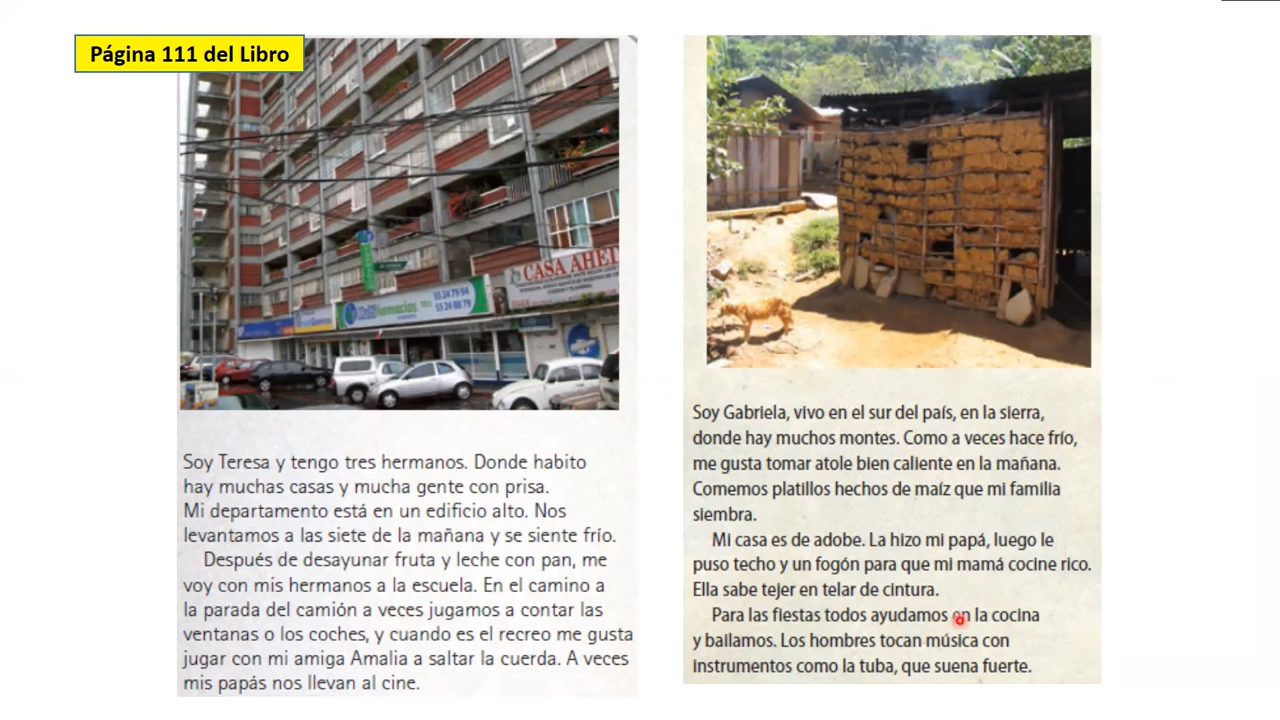 Página 111 del Libro
CASA AHED
55 24 79 94
55 24 88 79
farmacias
Soy Teresa y tengo tres hermanos. Donde habito
hay muchas casas y mucha gente con prisa.
Mi departamento está en un edificio alto. Nos
levantamos a las siete de la mañana y se siente frío.
Después de desayunar fruta y leche con pan, me
voy con mis hermanos a la escuela. En el camino a
la parada del camión a veces jugamos a contar las
ventanas o los coches, y cuando es el recreo me gusta
jugar con mi amiga Amalia a saltar la cuerda. A veces
mis papás nos llevan al cine.
Soy Gabriela, vivo en el sur del país, en la sierra,
donde hay muchos montes. Como a veces hace frío,
me gusta tomar atole bien caliente en la mañana.
Comemos platillos hechos de maíz que mi familia
siembra.
Mi casa es de adobe. La hizo mi papá, luego le
puso techo y un fogón para que mi mamá cocine rico.
Ella sabe tejer en telar de cintura.
Para las fiestas todos ayudamos en la cocina
y bailamos. Los hombres tocan música con
instrumentos como la tuba, que suena fuerte.